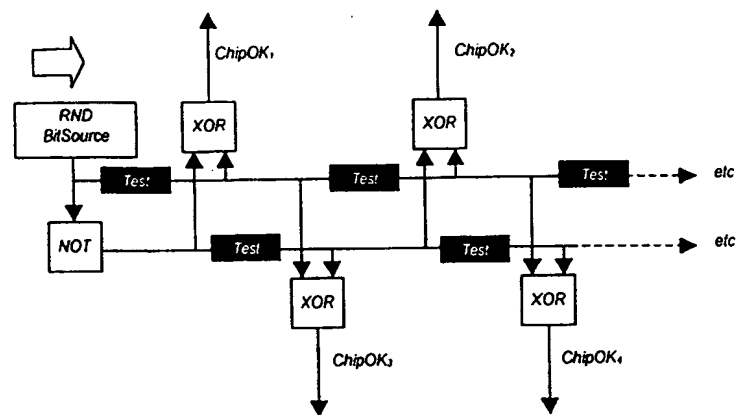 ChipOK₁
ChipOK₂
RND
BitSource
XOR
XOR
Test
Test
Test
etc
NOT
Test
Test
etc
XOR
XOR
ChipOK₃
ChipOK₄